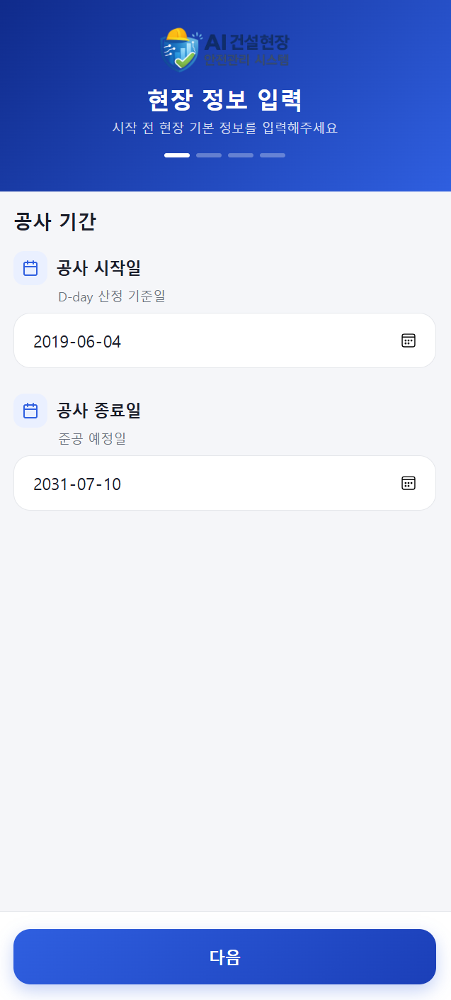 AI 건설현장
안전관리 시스템
현장 정보 입력
시작 전 현장 기본 정보를 입력해주세요
공사 기간
공사 시작일
D-day 산정 기준일
2019-06-04
공사 종료일
준공 예정일
2031-07-10
다음